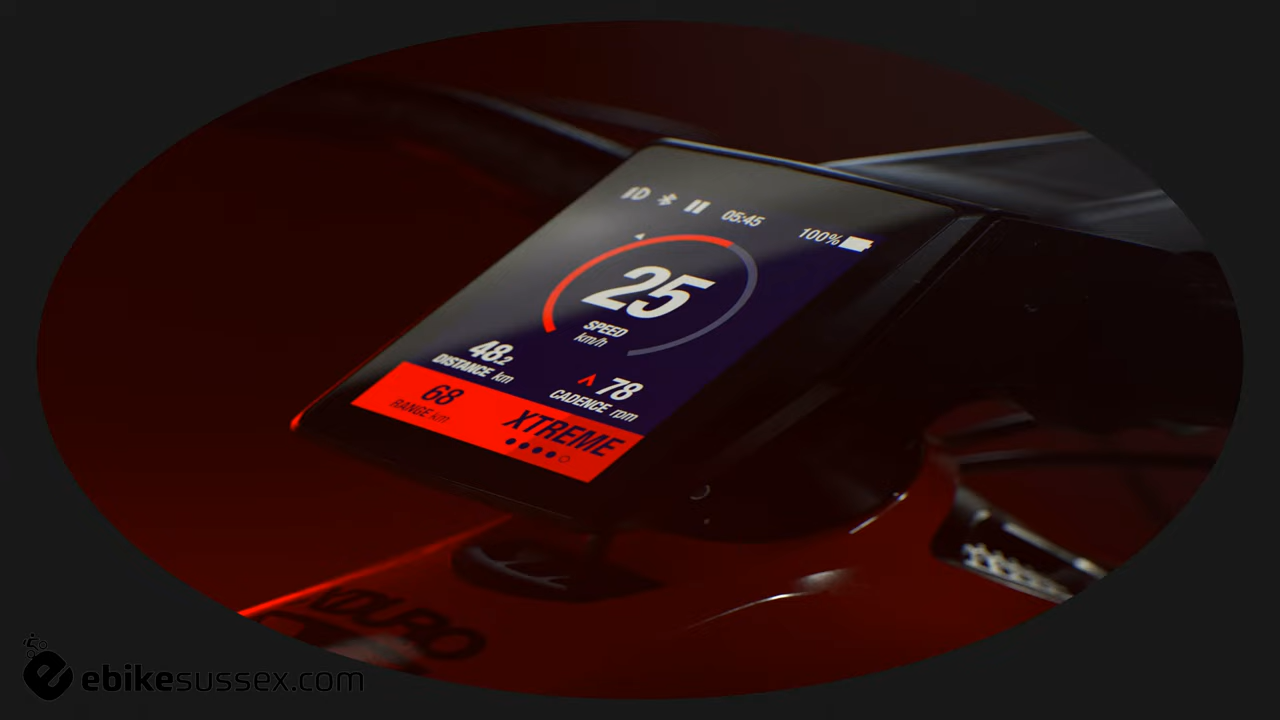 05:45
100%
25
SPEED
km/h
48.2
DISTANCE km
78
CADENCE rpm
68
RANGE km
XTREME
XDURO
ebikesussex.com